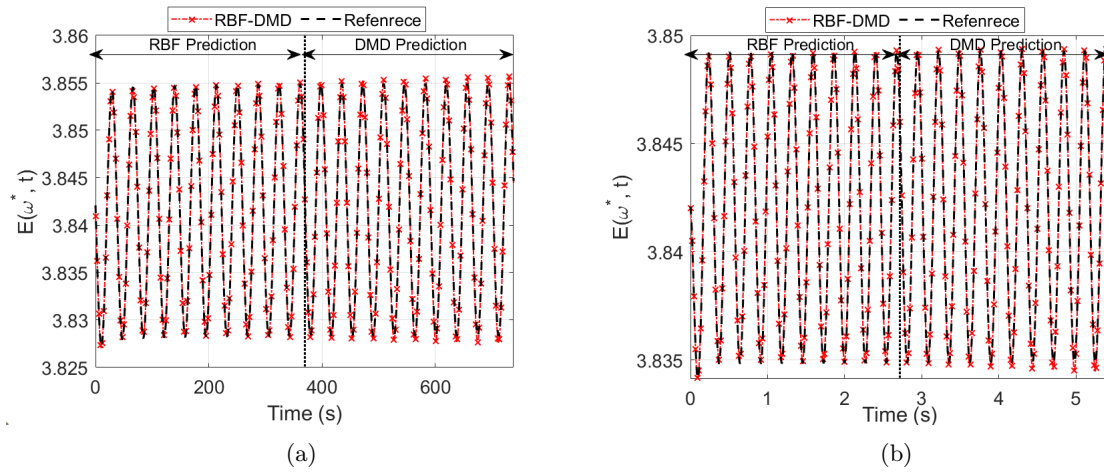 RBF-DMD Refenrece
RBF Prediction DMD Prediction
3.86
3.855
3.85
3.845
3.84
3.835
3.83
3.825
E(ω*, t)
0 200 400 600
Time (s)
(a)
RBF-DMD Refenrece
RBF Prediction DMD Prediction
3.85
3.845
3.84
3.835
E(ω*, t)
0 1 2 3 4 5
Time (s)
(b)